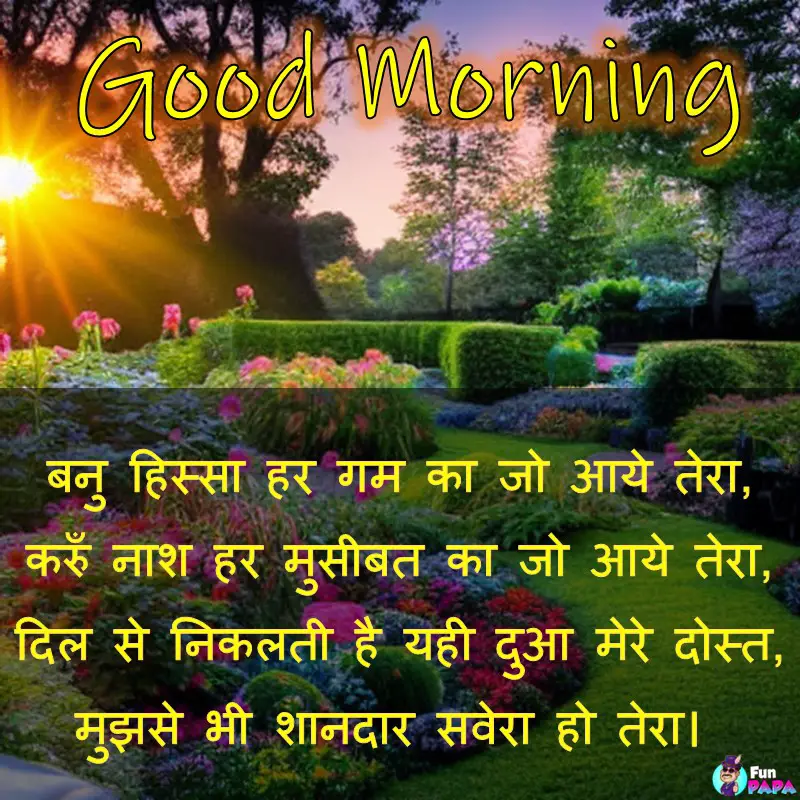 Good Morning
बनु हिस्सा हर गम का जो आये तेरा,
करुँ नाश हर मुसीबत का जो आये तेरा,
दिल से निकलती है यही दुआ मेरे दोस्त,
मुझसे भी शानदार सवेरा हो तेरा।
Fun
PAPA